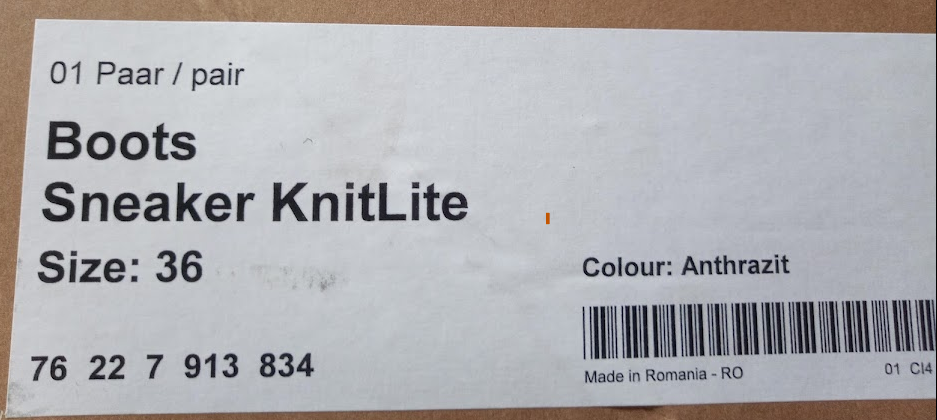 01 Paar / pair
Boots
Sneaker KnitLite
Size: 36
Colour: Anthrazit
76 22 7 913 834
Made in Romania - RO
01 CI4